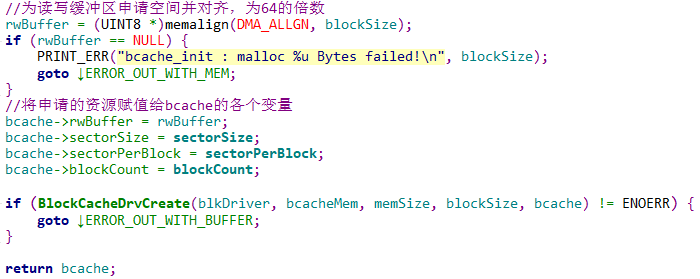 //为读写缓冲区申请空间并对齐，为64的倍数
rwBuffer = (UINT8 *)memalign(DMA_ALLGN, blockSize);
if (rwBuffer == NULL) {
PRINT_ERR("bcache_init : malloc %u Bytes failed!\n", blockSize);
goto ↓ERROR_OUT_WITH_MEM;
}
//将申请的资源赋值给bcache的各个变量
bcache->rwBuffer = rwBuffer;
bcache->sectorSize = sectorSize;
bcache->sectorPerBlock = sectorPerBlock;
bcache->blockCount = blockCount;
if (BlockCacheDrvCreate(blkDriver, bcacheMem, memSize, blockSize, bcache) != ENOERR) {
goto ↓ERROR_OUT_WITH_BUFFER;
}
return bcache;